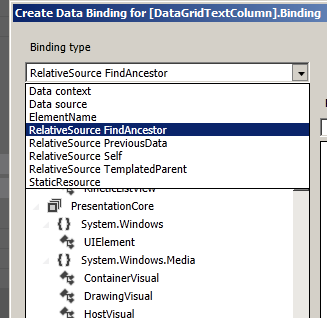 Create Data Binding for [DataGridTextColumn].Binding
Binding type
RelativeSource FindAncestor
Data context
Data source
ElementName
RelativeSource FindAncestor
RelativeSource PreviousData
RelativeSource Self
RelativeSource TemplatedParent
StaticResource
PresentationCore
{} System.Windows
UIElement
{} System.Windows.Media
ContainerVisual
DrawingVisual
HostVisual